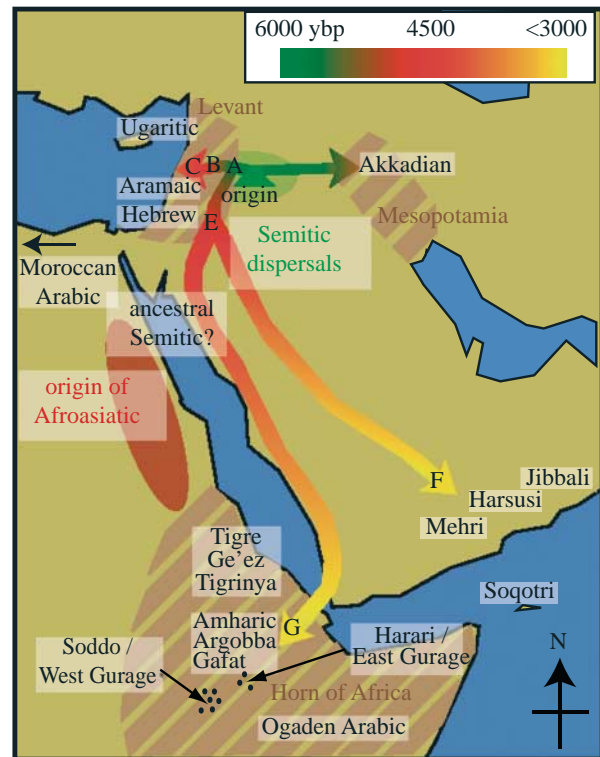 6000 ybp 4500 <3000
Levant
Ugaritic
C B A
Akkadian
Aramaic
origin
Hebrew
E
Mesopotamia
Semitic
dispersals
Moroccan
Arabic
ancestral
Semitic?
origin of
Afroasiatic
F
Jibbali
Harsusi
Mehri
Tigre
Ge'ez
Tigrinya
Soqotri
Amharic
Argobba
Gafat
G
Harari /
East Gurage
Soddo /
West Gurage
N
Horn of Africa
Ogaden Arabic